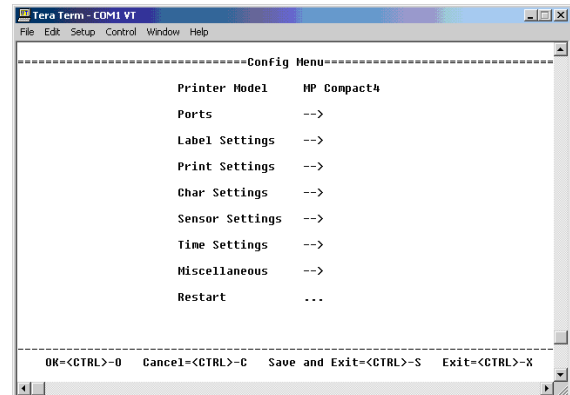 Tera Term - COM1 VT
File Edit Setup Control Window Help
================================Config Menu================================
Printer Model MP Compact4
Ports -->
Label Settings -->
Print Settings -->
Char Settings -->
Sensor Settings -->
Time Settings -->
Miscellaneous -->
Restart ...
OK=<CTRL>-O Cancel=<CTRL>-C Save and Exit=<CTRL>-S Exit=<CTRL>-X